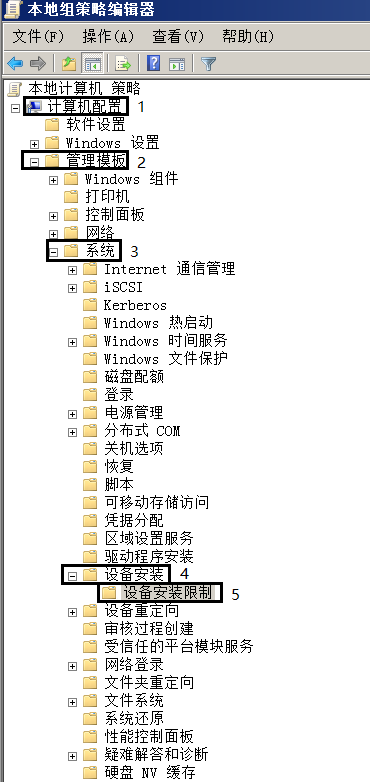 本地组策略编辑器
文件(F) 操作(A) 查看(V) 帮助(H)
本地计算机 策略
计算机配置 1
软件设置
Windows 设置
管理模板 2
Windows 组件
打印机
控制面板
网络
系统 3
Internet 通信管理
iSCSI
Kerberos
Windows 热启动
Windows 时间服务
Windows 文件保护
磁盘配额
登录
电源管理
分布式 COM
关机选项
恢复
脚本
可移动存储访问
凭据分配
区域设置服务
驱动程序安装
设备安装 4
设备安装限制 5
设备重定向
审核过程创建
受信任的平台模块服务
网络登录
文件夹重定向
文件系统
系统还原
性能控制面板
疑难解答和诊断
硬盘 NV 缓存